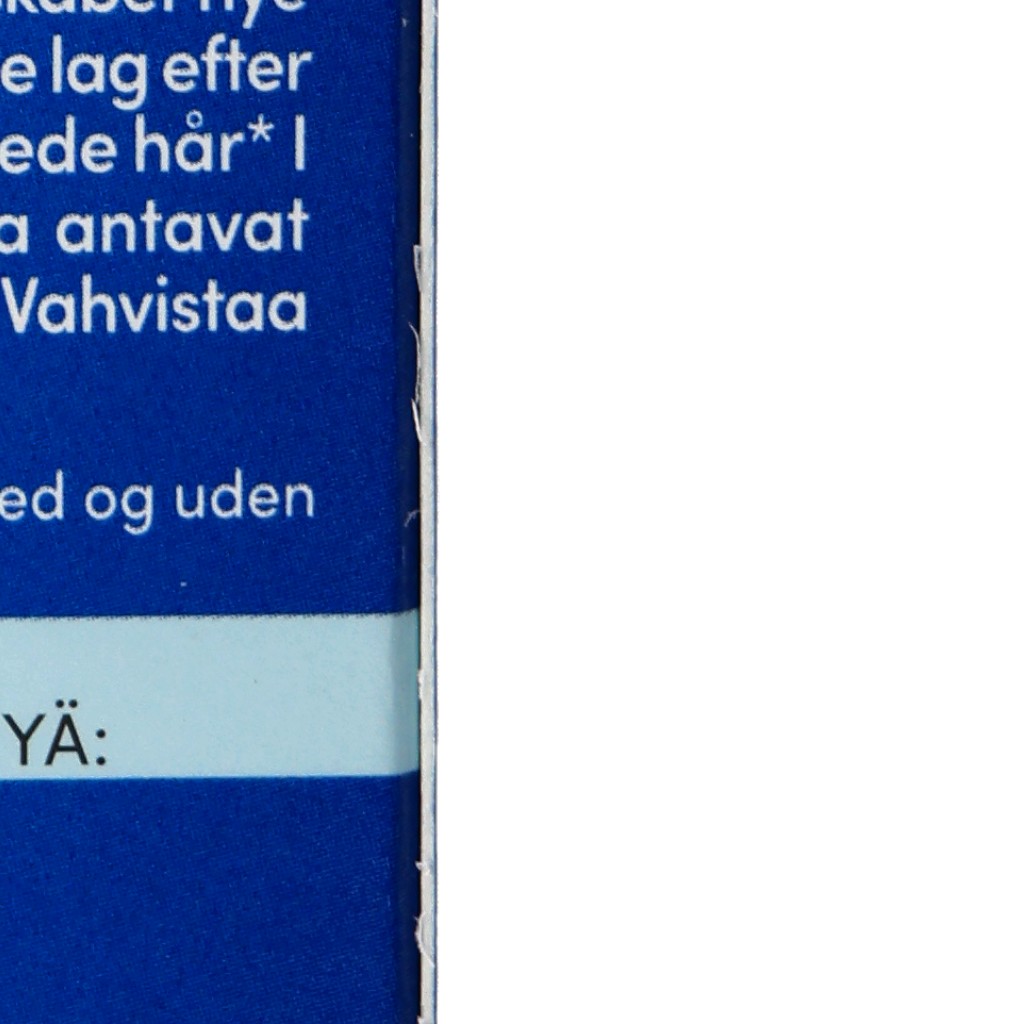 e lag efter
ede hår* I
a antavat
Vahvistaa
ed og uden
YÄ: